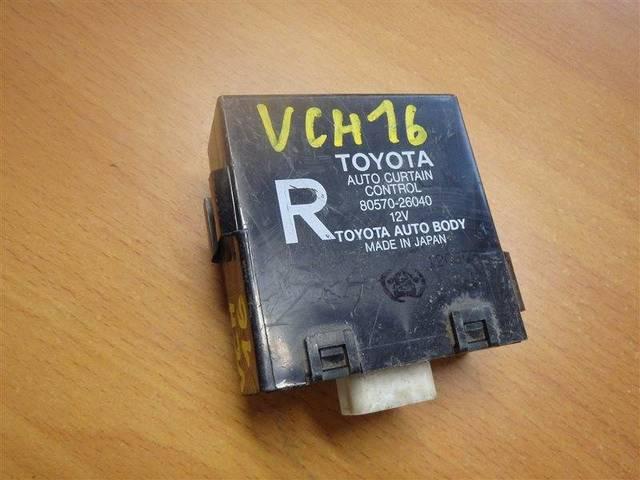 VCH16
TOYOTA
AUTO CURTAIN
CONTROL
R
80570-26040
12V
TOYOTA AUTO BODY
MADE IN JAPAN